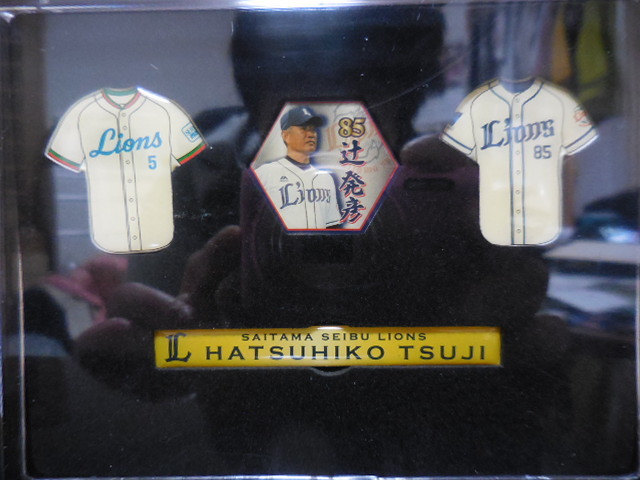 Lions
5
85
辻
発
彦
Lions
Lions
85
SAITAMA SEIBU LIONS
L HATSUHIKO TSUJI